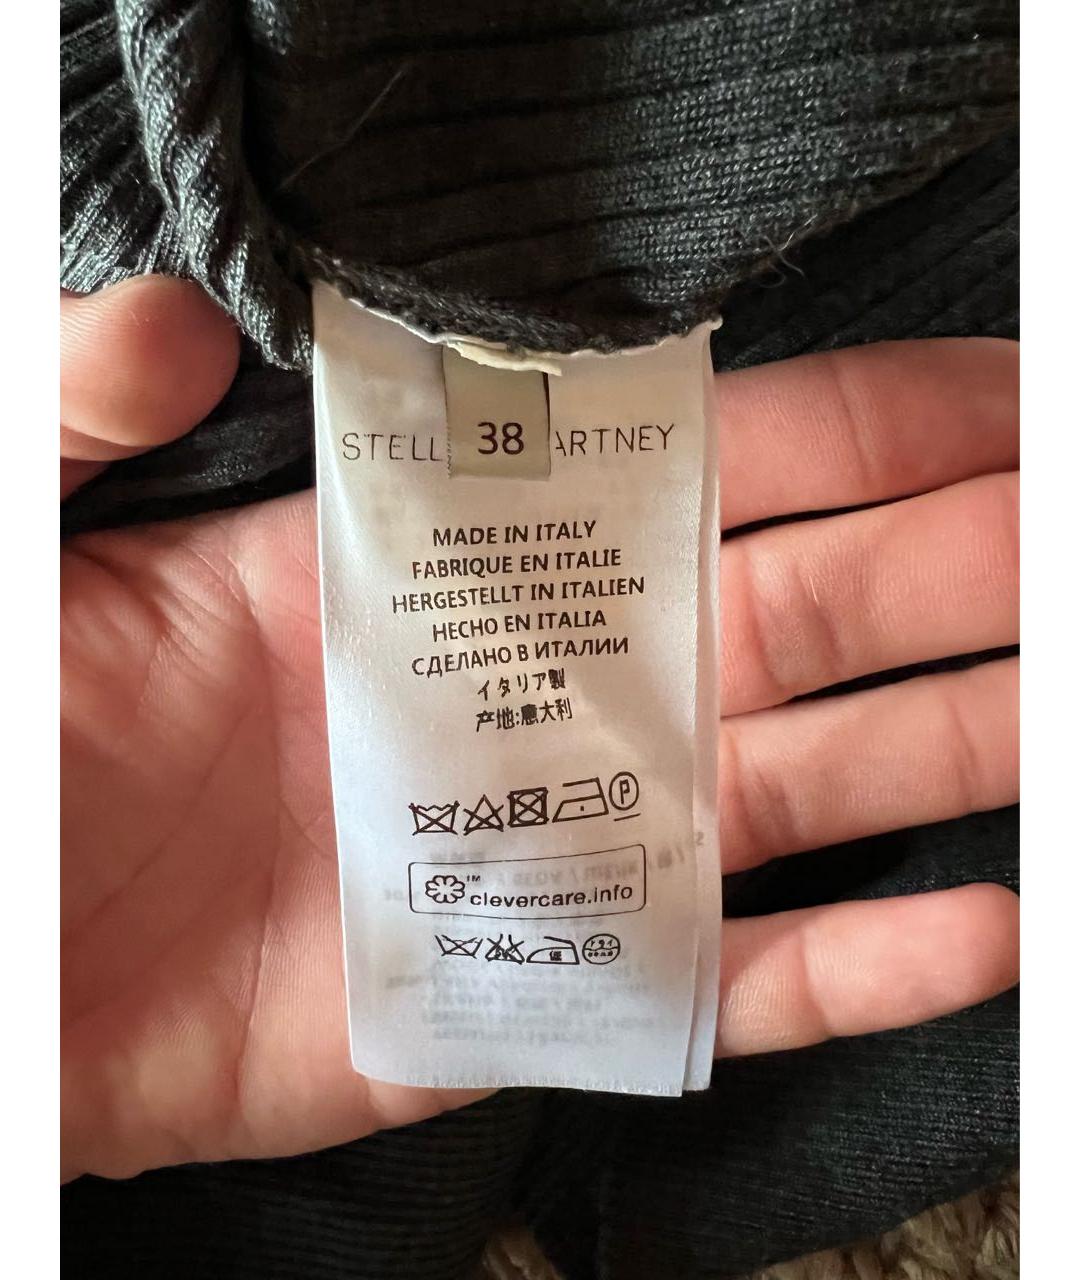 STELL 38 ARTNEY
MADE IN ITALY
FABRIQUE EN ITALIE
HERGESTELLT IN ITALIEN
HECHO EN ITALIA
СДЕЛАНО В ИТАЛИИ
イタリア製
产地:意大利
P
TM clevercare.info